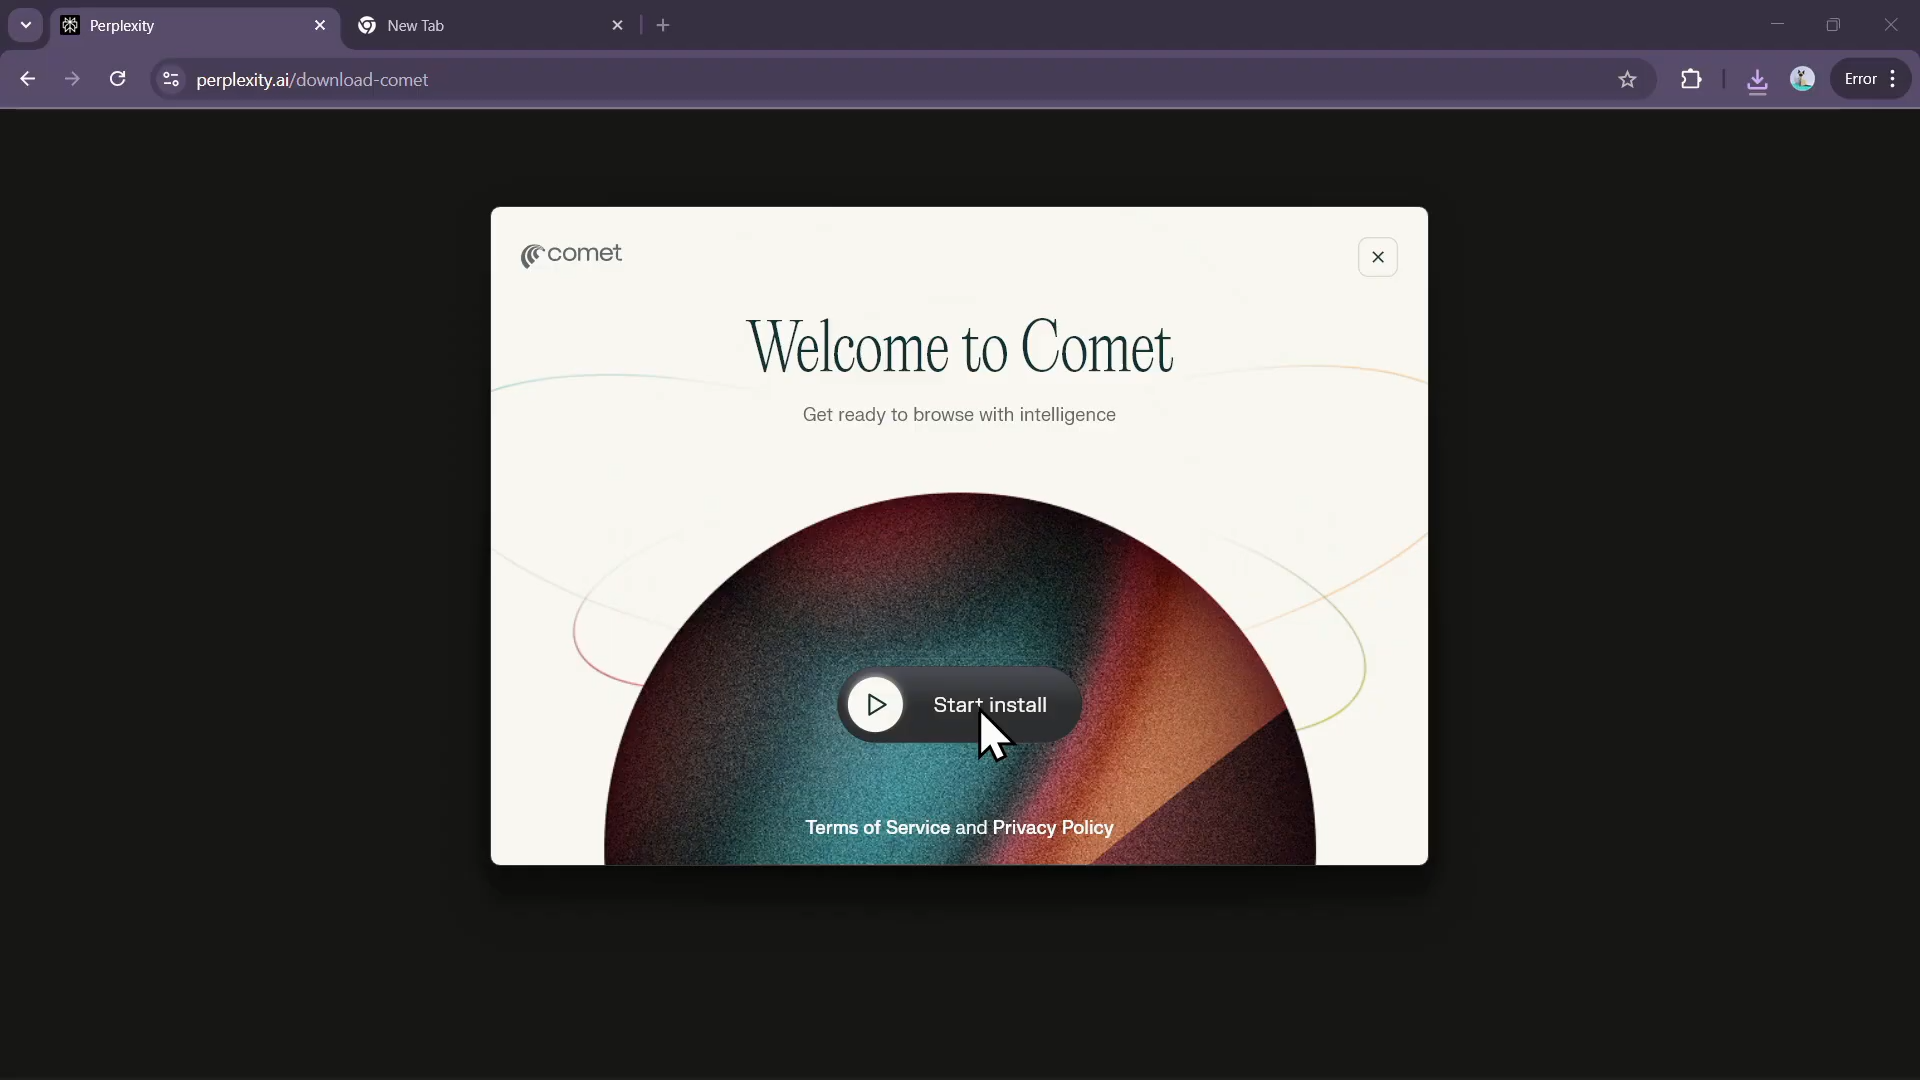 Perplexity
New Tab
perplexity.ai/download-comet
Error
comet
Welcome to Comet
Get ready to browse with intelligence
Start install
Terms of Service and Privacy Policy